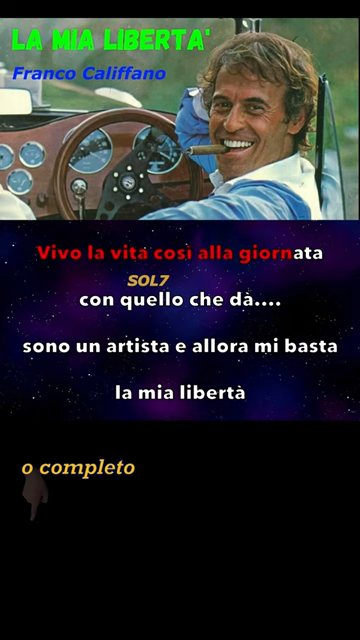 LA MIA LIBERTA'
Franco Califfano
Vivo la vita così alla giornata
SOL7
con quello che dà....
sono un artista e allora mi basta
la mia libertà
o completo